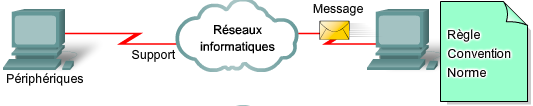 Message
Réseaux
informatiques
Support
Périphériques
Règle
Convention
Norme